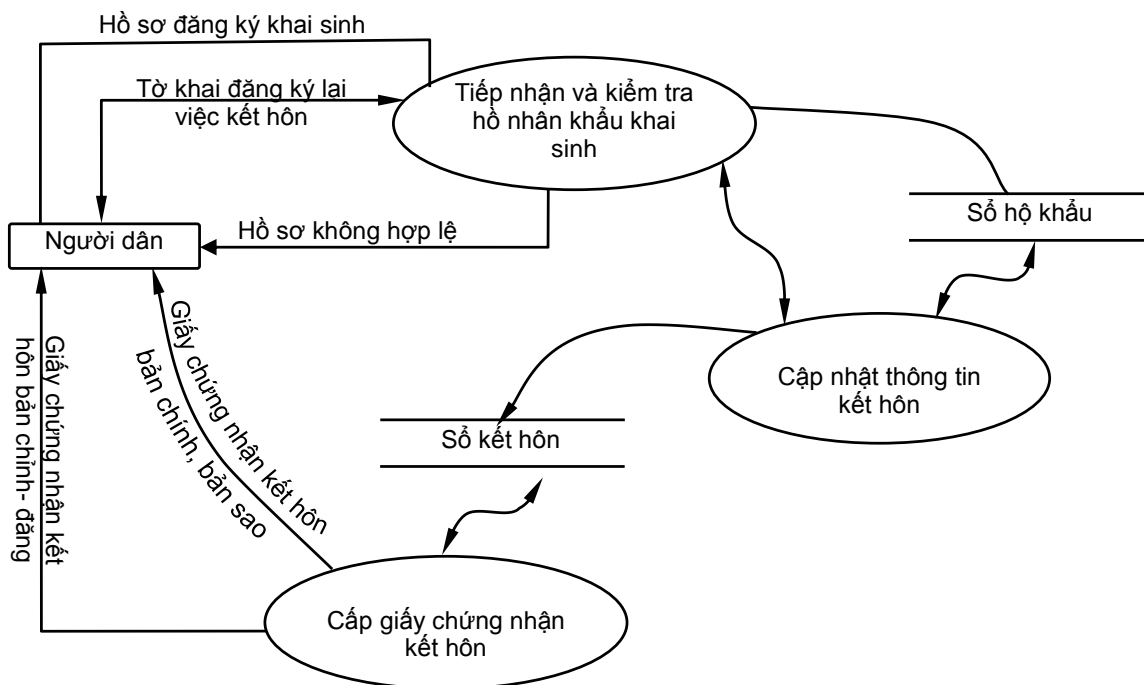 Hồ sơ đăng ký khai sinh
Tờ khai đăng ký lại
việc kết hôn
Tiếp nhận và kiểm tra
hồ nhân khẩu khai
sinh
Sổ hộ khẩu
Người dân
Hồ sơ không hợp lệ
Giấy chứng nhận kết
hôn bản chỉnh- đăng
Giấy chứng nhận kết hôn
bản chính, bản sao
Cập nhật thông tin
kết hôn
Sổ kết hôn
Cấp giấy chứng nhận
kết hôn